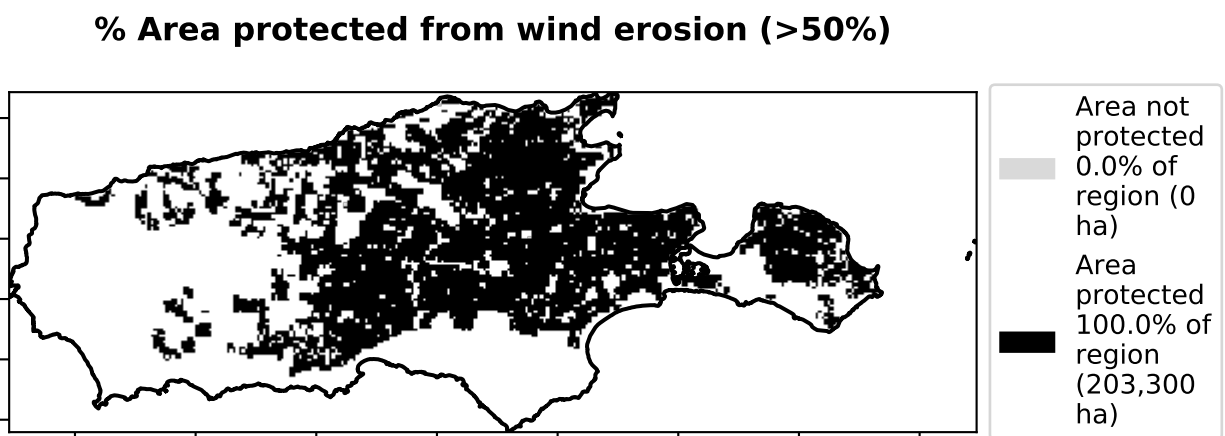 % Area protected from wind erosion (>50%)
Area not
protected
0.0% of
region (0
ha)
Area
protected
100.0% of
region
(203,300
ha)